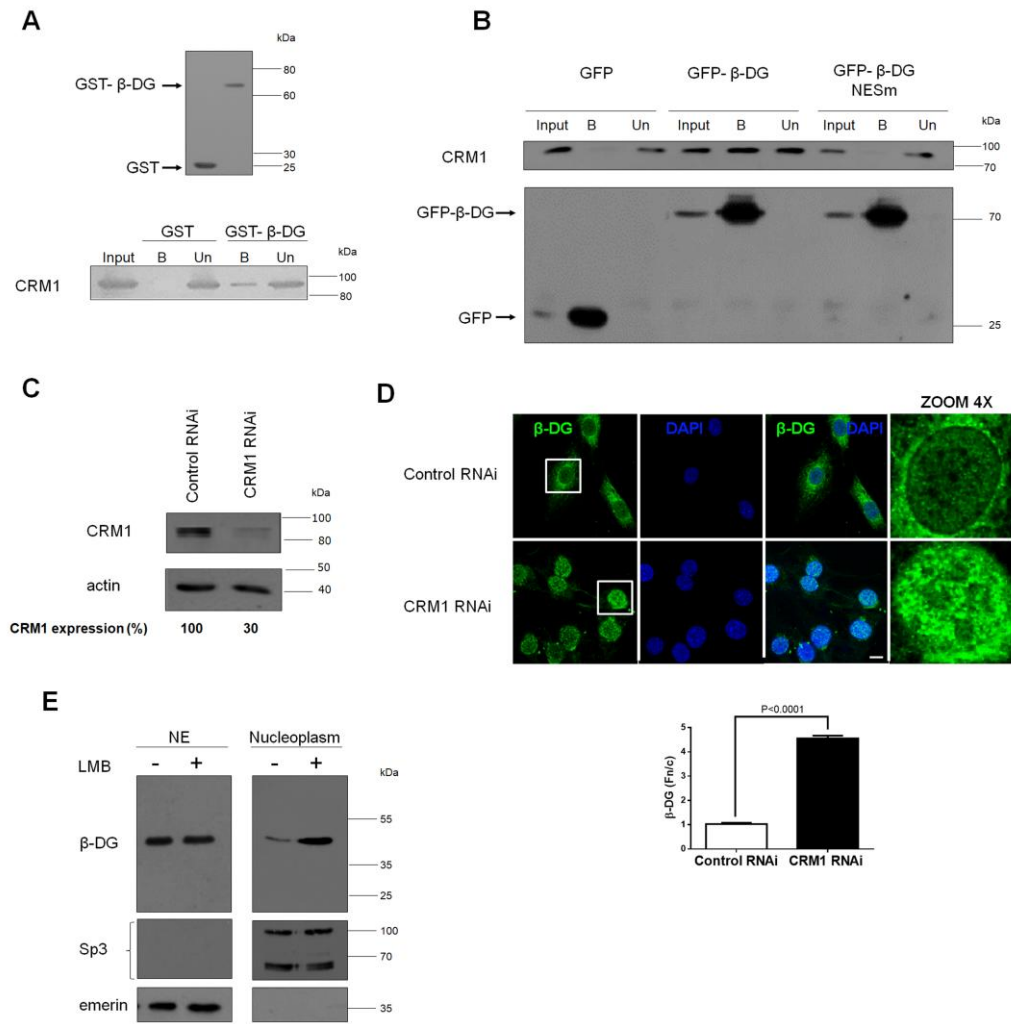 A
kDa
GST- β-DG
80
60
30
GST
25
GST GST- β-DG
kDa
Input B Un B Un
CRM1
100
80
B
GFP GFP- β-DG GFP- β-DG
NESm
Input B Un Input B Un Input B Un
kDa
CRM1
100
70
GFP-β-DG
70
GFP
25
C
Control RNAi
CRM1 RNAi
kDa
CRM1
100
80
actin
50
40
CRM1 expression (%) 100 30
D
ZOOM 4X
β-DG DAPI β-DG DAPI
Control RNAi
CRM1 RNAi
P<0.0001
β-DG (Fn/c)
5
4
3
2
1
0
Control RNAi CRM1 RNAi
E
NE Nucleoplasm
LMB - + - +
kDa
β-DG
55
35
25
Sp3
100
70
emerin
35